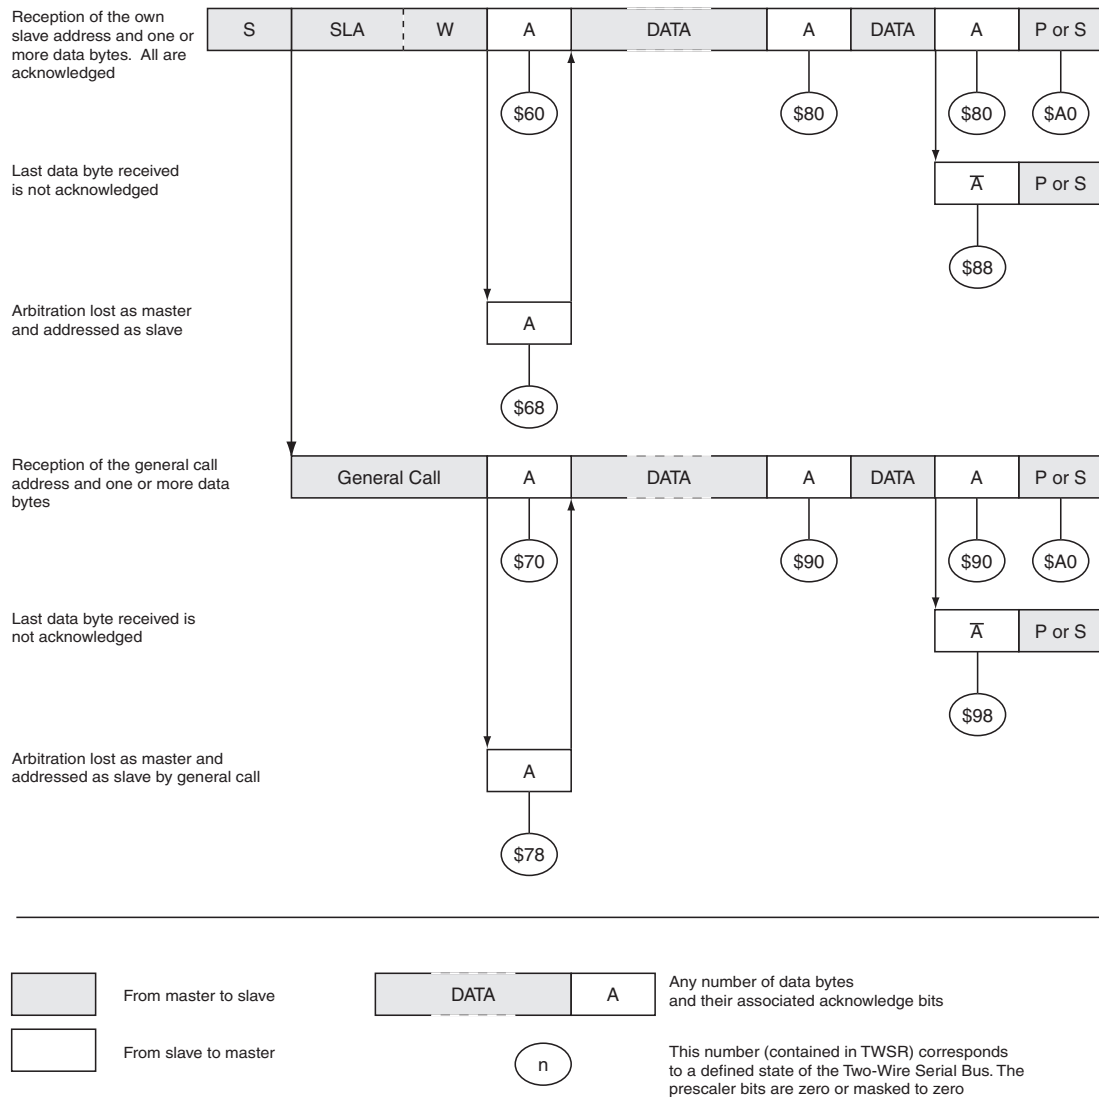 Reception of the own
slave address and one or
more data bytes. All are
acknowledged
S SLA W A DATA A DATA A P or S
$60 $80 $80 $A0
Last data byte received
is not acknowledged
A̅ P or S
$88
Arbitration lost as master
and addressed as slave
A
$68
Reception of the general call
address and one or more data
bytes
General Call A DATA A DATA A P or S
$70 $90 $90 $A0
Last data byte received is
not acknowledged
A̅ P or S
$98
Arbitration lost as master and
addressed as slave by general call
A
$78
From master to slave
DATA A
Any number of data bytes
and their associated acknowledge bits
From slave to master
n
This number (contained in TWSR) corresponds
to a defined state of the Two-Wire Serial Bus. The
prescaler bits are zero or masked to zero